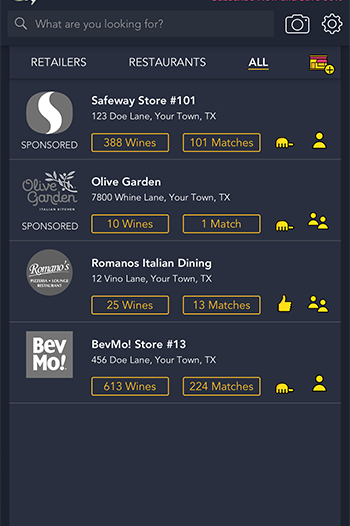 What are you looking for?
RETAILERS RESTAURANTS ALL
Safeway Store #101
123 Doe Lane, Your Town, TX
SPONSORED 388 Wines 101 Matches
Olive Garden
Olive Garden
ITALIAN KITCHEN
7800 Whine Lane, Your Town, TX
SPONSORED 10 Wines 1 Match
Romano's
PIZZERIA • LOUNGE
RESTAURANT
Romanos Italian Dining
12 Vino Lane, Your Town, TX
25 Wines 13 Matches
Bev
Mo!
BevMo! Store #13
456 Doe Lane, Your Town, TX
613 Wines 224 Matches